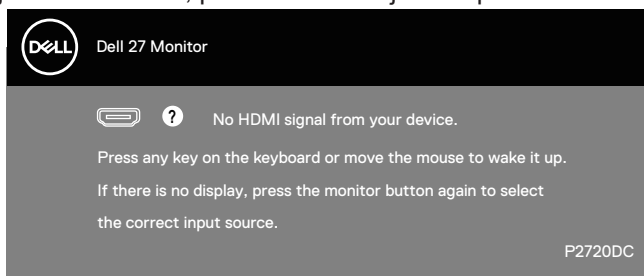 DELL
Dell 27 Monitor
? No HDMI signal from your device.
Press any key on the keyboard or move the mouse to wake it up.
If there is no display, press the monitor button again to select
the correct input source.
P2720DC